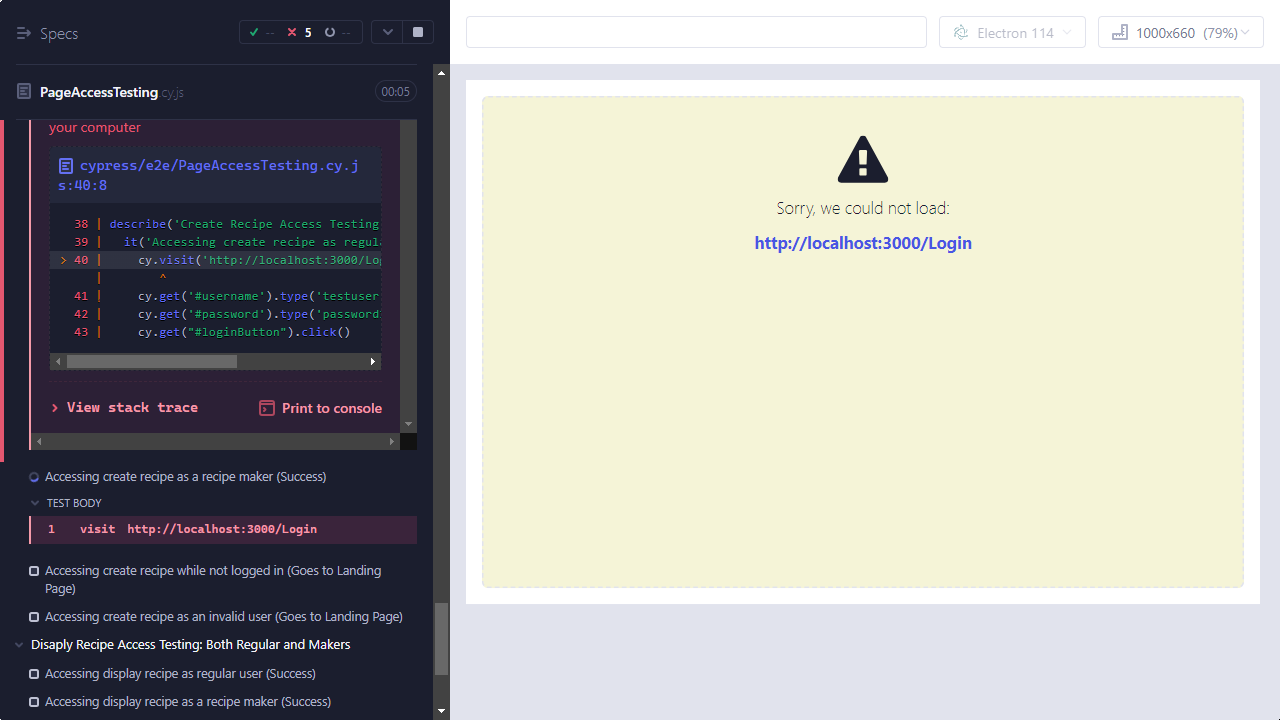 Specs
--
5
--
Electron 114
1000x660 (79%)
PageAccessTesting.cy.js
00:05
your computer
cypress/e2e/PageAccessTesting.cy.j
s:40:8
38 | describe('Create Recipe Access Testing
39 | it('Accessing create recipe as regul
> 40 | cy.visit('http://localhost:3000/Log
| ^
41 | cy.get('#username').type('testuser
42 | cy.get('#password').type('password
43 | cy.get("#loginButton").click()
View stack trace
Print to console
Accessing create recipe as a recipe maker (Success)
TEST BODY
1 visit http://localhost:3000/Login
Accessing create recipe while not logged in (Goes to Landing
Page)
Accessing create recipe as an invalid user (Goes to Landing Page)
Disaply Recipe Access Testing: Both Regular and Makers
Accessing display recipe as regular user (Success)
Accessing display recipe as a recipe maker (Success)
Sorry, we could not load:
http://localhost:3000/Login